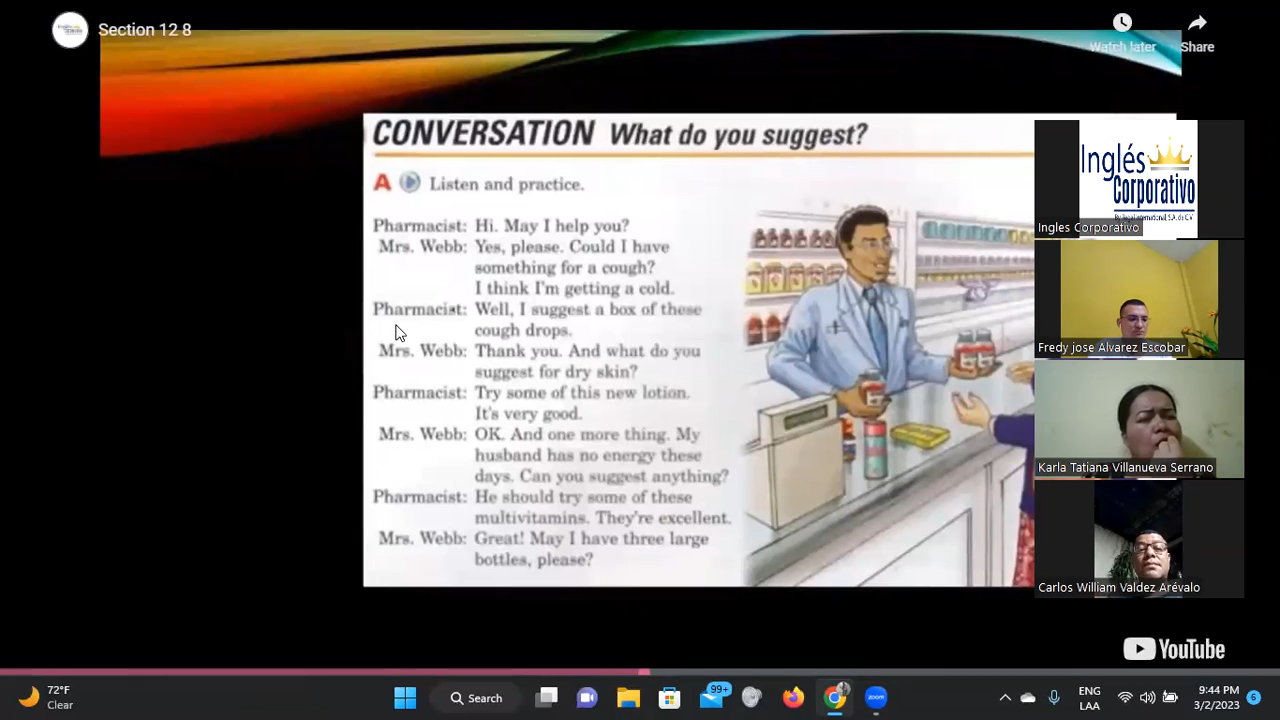 Section 12 8
Watch later
Share
CONVERSATION What do you suggest?
A Listen and practice.
Pharmacist: Hi. May I help you?
Mrs. Webb: Yes, please. Could I have
something for a cough?
I think I'm getting a cold.
Pharmacist: Well, I suggest a box of these
cough drops.
Mrs. Webb: Thank you. And what do you
suggest for dry skin?
Pharmacist: Try some of this new lotion.
It's very good.
Mrs. Webb: OK. And one more thing. My
husband has no energy these
days. Can you suggest anything?
Pharmacist: He should try some of these
multivitamins. They're excellent.
Mrs. Webb: Great! May I have three large
bottles, please?
Inglés
Corporativo
Ingles Corporativo
Fredy jose Alvarez Escobar
Karla Tatiana Villanueva Serrano
Carlos William Valdez Arévalo
YouTube
72°F
Clear
Search
99+
zoom
ENG
LAA
9:44 PM
3/2/2023
6